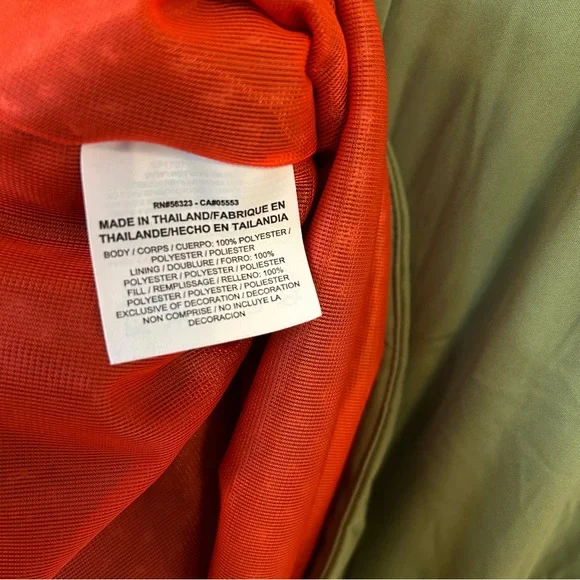 RN#56323 - CA#05553
MADE IN THAILAND/FABRIQUE EN
THAILANDE/HECHO EN TAILANDIA
BODY / CORPS / CUERPO: 100% POLYESTER /
POLYESTER / POLIESTER
LINING / DOUBLURE / FORRO: 100%
POLYESTER / POLYESTER / POLIESTER
FILL / REMPLISSAGE / RELLENO: 100%
POLYESTER / POLYESTER / POLIESTER
EXCLUSIVE OF DECORATION / DECORATION
NON COMPRISE / NO INCLUYE LA
DECORACION